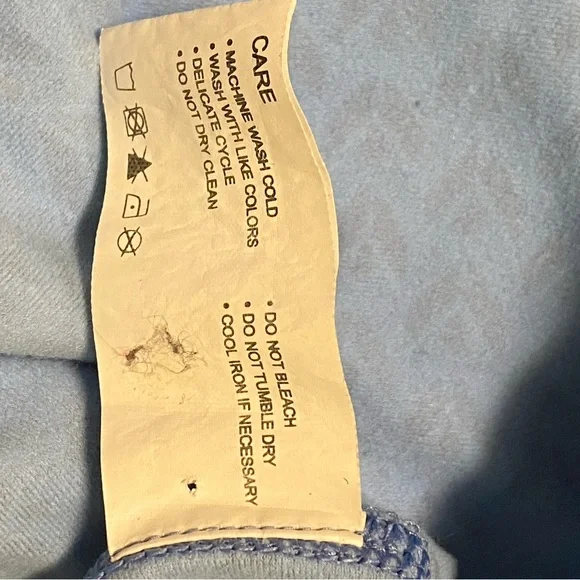 CARE
• MACHINE WASH COLD
• WASH WITH LIKE COLORS
• DELICATE CYCLE
• DO NOT DRY CLEAN
• DO NOT BLEACH
• DO NOT TUMBLE DRY
• COOL IRON IF NECESSARY